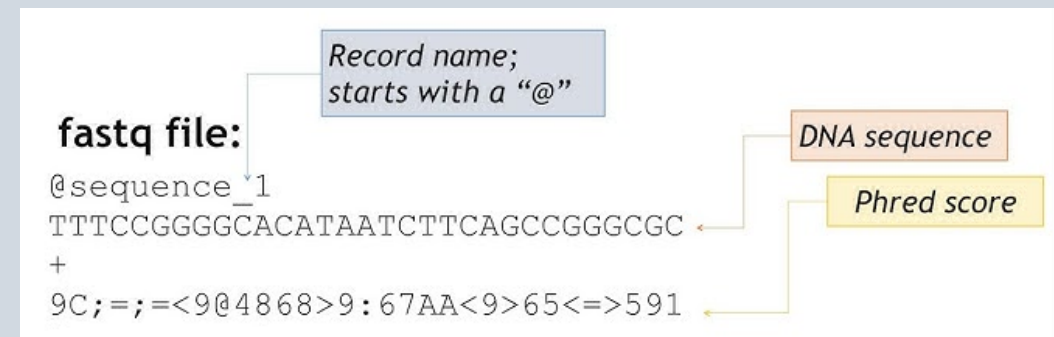 Record name;
starts with a “@”
fastq file:
DNA sequence
@sequence_1
Phred score
TTTCCGGGGCACATAATCTTCAGCCGGGCGC
+
9C;=;=<9@4868>9:67AA<9>65<=>591